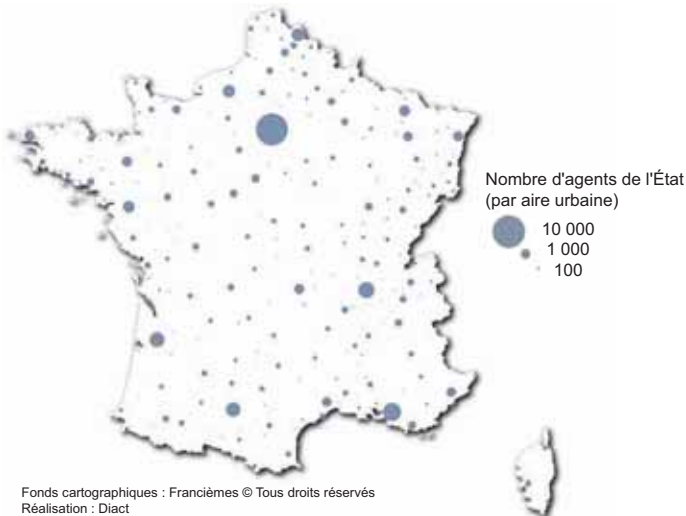 Nombre d'agents de l'État
(par aire urbaine)
10 000
1 000
100
Fonds cartographiques : Francièmes © Tous droits réservés
Réalisation : Diact